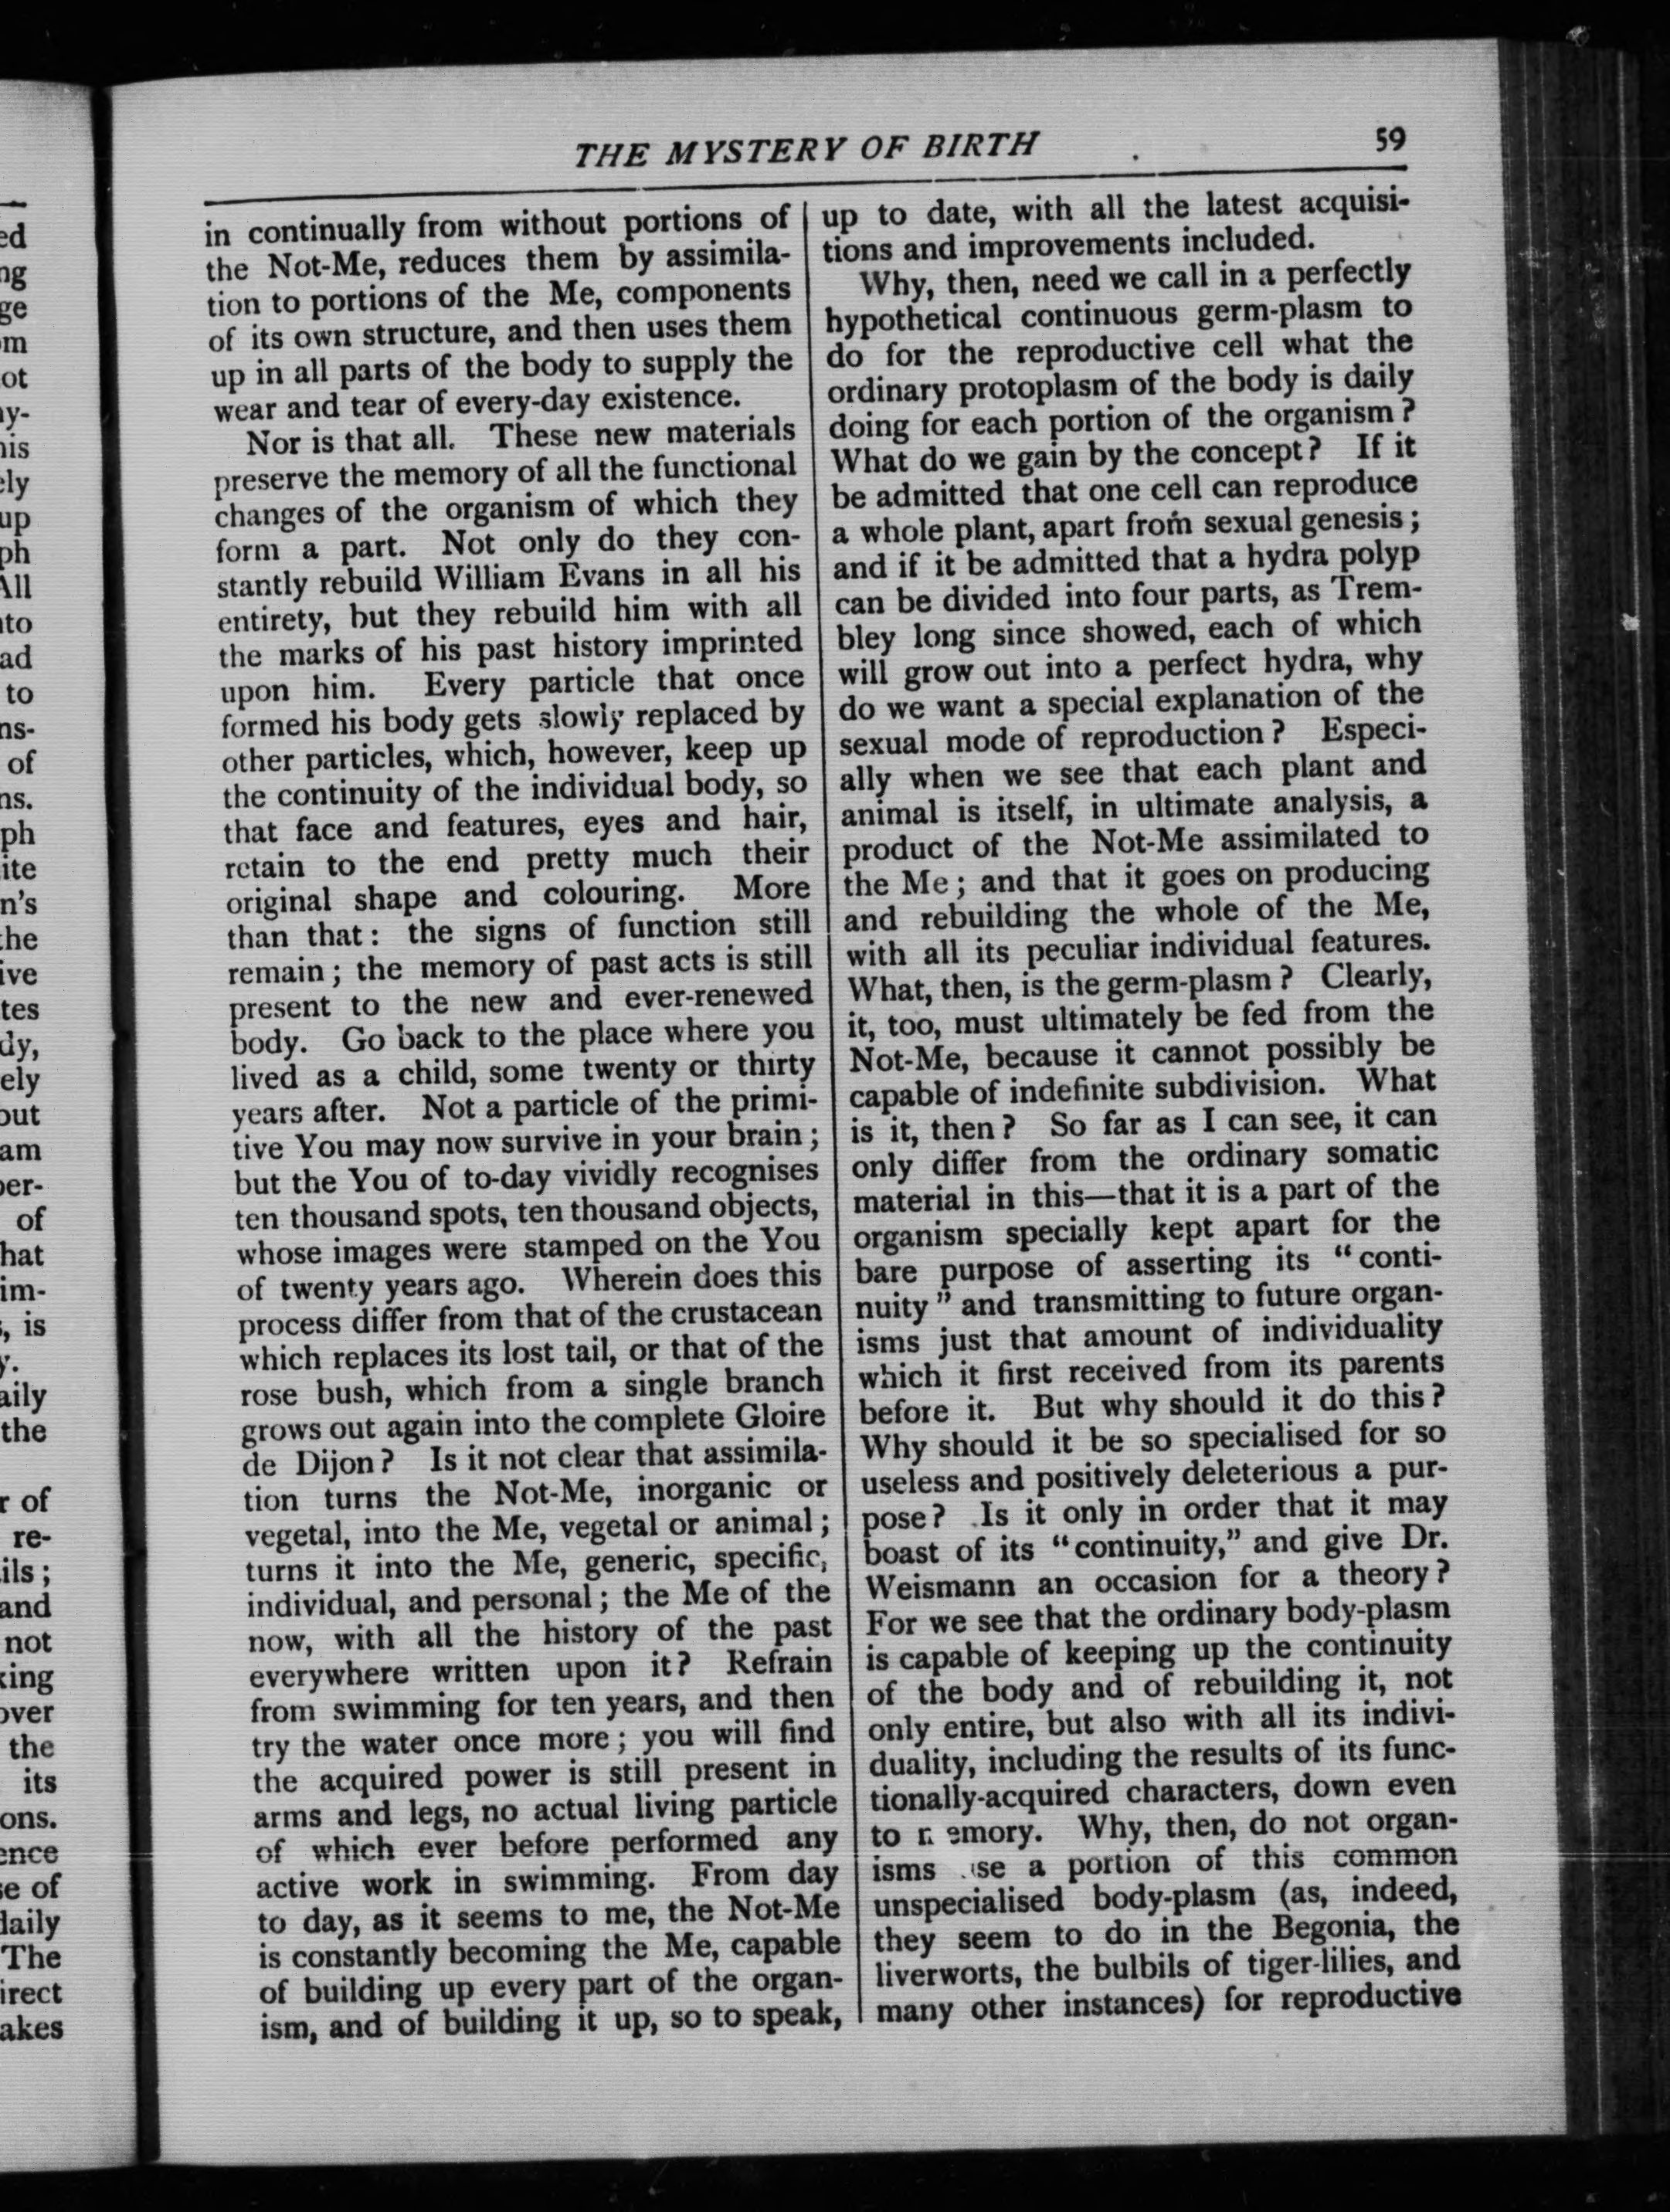 THE MYSTERY OF BIRTH 59
in continually from without portions of
the Not-Me, reduces them by assimila-
tion to portions of the Me, components
of its own structure, and then uses them
up in all parts of the body to supply the
wear and tear of every-day existence.
Nor is that all. These new materials
preserve the memory of all the functional
changes of the organism of which they
form a part. Not only do they con-
stantly rebuild William Evans in all his
entirety, but they rebuild him with all
the marks of his past history imprinted
upon him. Every particle that once
formed his body gets slowly replaced by
other particles, which, however, keep up
the continuity of the individual body, so
that face and features, eyes and hair,
retain to the end pretty much their
original shape and colouring. More
than that: the signs of function still
remain; the memory of past acts is still
present to the new and ever-renewed
body. Go back to the place where you
lived as a child, some twenty or thirty
years after. Not a particle of the primi-
tive You may now survive in your brain;
but the You of to-day vividly recognises
ten thousand spots, ten thousand objects,
whose images were stamped on the You
of twenty years ago. Wherein does this
process differ from that of the crustacean
which replaces its lost tail, or that of the
rose bush, which from a single branch
grows out again into the complete Gloire
de Dijon? Is it not clear that assimila-
tion turns the Not-Me, inorganic or
vegetal, into the Me, vegetal or animal;
turns it into the Me, generic, specific,
individual, and personal; the Me of the
now, with all the history of the past
everywhere written upon it? Refrain
from swimming for ten years, and then
try the water once more; you will find
the acquired power is still present in
arms and legs, no actual living particle
of which ever before performed any
active work in swimming. From day
to day, as it seems to me, the Not-Me
is constantly becoming the Me, capable
of building up every part of the organ-
ism, and of building it up, so to speak,
up to date, with all the latest acquisi-
tions and improvements included.
Why, then, need we call in a perfectly
hypothetical continuous germ-plasm to
do for the reproductive cell what the
ordinary protoplasm of the body is daily
doing for each portion of the organism?
What do we gain by the concept? If it
be admitted that one cell can reproduce
a whole plant, apart from sexual genesis;
and if it be admitted that a hydra polyp
can be divided into four parts, as Trem-
bley long since showed, each of which
will grow out into a perfect hydra, why
do we want a special explanation of the
sexual mode of reproduction? Especi-
ally when we see that each plant and
animal is itself, in ultimate analysis, a
product of the Not-Me assimilated to
the Me; and that it goes on producing
and rebuilding the whole of the Me,
with all its peculiar individual features.
What, then, is the germ-plasm? Clearly,
it, too, must ultimately be fed from the
Not-Me, because it cannot possibly be
capable of indefinite subdivision. What
is it, then? So far as I can see, it can
only differ from the ordinary somatic
material in this—that it is a part of the
organism specially kept apart for the
bare purpose of asserting its "conti-
nuity" and transmitting to future organ-
isms just that amount of individuality
which it first received from its parents
before it. But why should it do this?
Why should it be so specialised for so
useless and positively deleterious a pur-
pose? Is it only in order that it may
boast of its "continuity," and give Dr.
Weismann an occasion for a theory?
For we see that the ordinary body-plasm
is capable of keeping up the continuity
of the body and of rebuilding it, not
only entire, but also with all its indivi-
duality, including the results of its func-
tionally-acquired characters, down even
to memory. Why, then, do not organ-
isms use a portion of this common
unspecialised body-plasm (as, indeed,
they seem to do in the Begonia, the
liverworts, the bulbils of tiger-lilies, and
many other instances) for reproductive